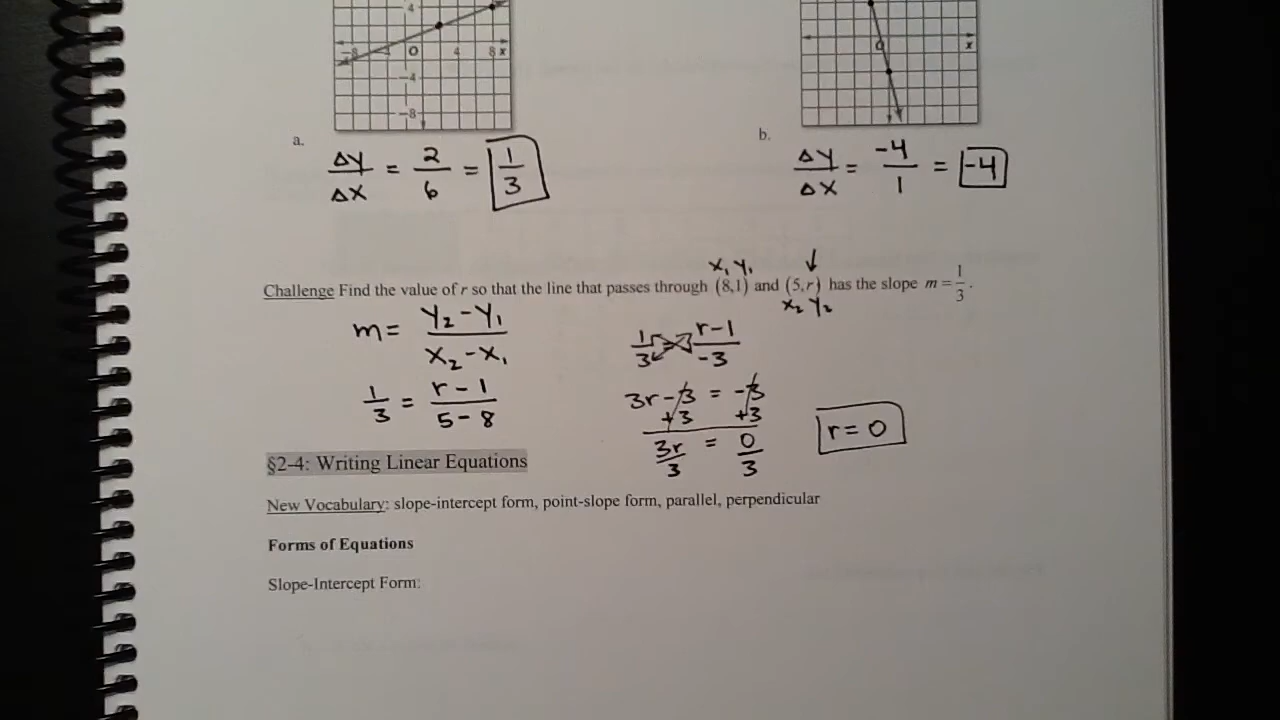 4
-8 O 4 8 x
-4
-8
O x
a. b.
Δy/Δx = 2/6 = 1/3
Δy/Δx = -4/1 = -4
x₁ y₁ ↓
Challenge Find the value of r so that the line that passes through (8,1) and (5,r) has the slope m = 1/3.
x₂ y₂
m = y₂-y₁/x₂-x₁
1/3 = r-1/5-8
1/3 = r-1/-3
3r-3 = -3
+3 +3
3r/3 = 0/3
r = 0
§2-4: Writing Linear Equations
New Vocabulary: slope-intercept form, point-slope form, parallel, perpendicular
Forms of Equations
Slope-Intercept Form: